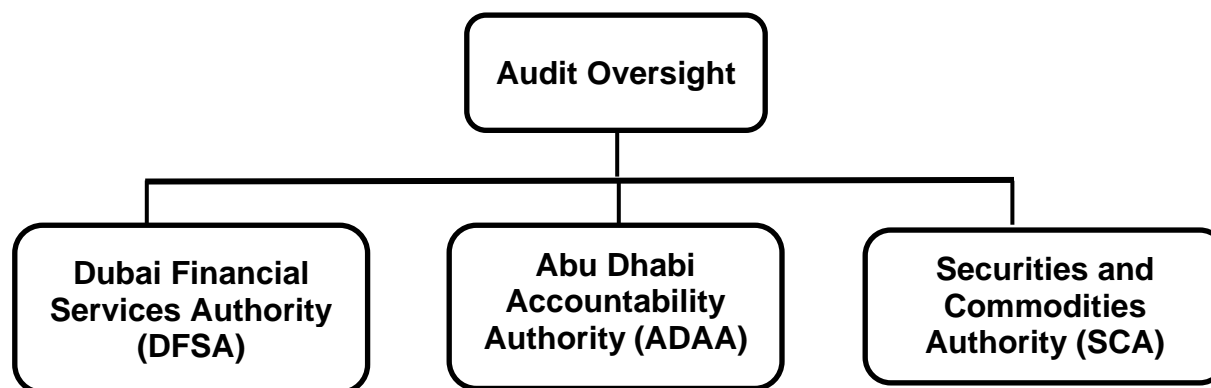 Audit Oversight
Dubai Financial
Services Authority
(DFSA)
Abu Dhabi
Accountability
Authority (ADAA)
Securities and
Commodities
Authority (SCA)